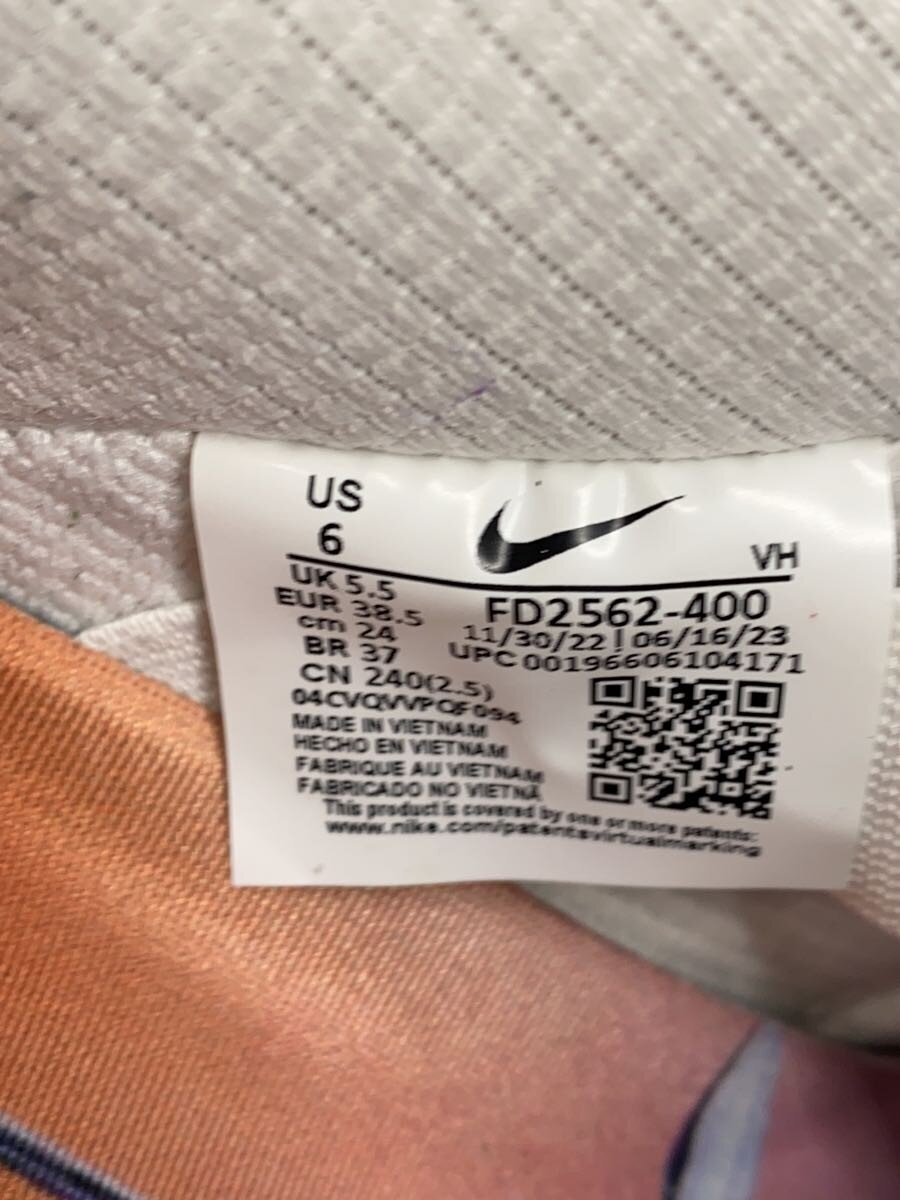 US
6
VH
UK 5.5
EUR 38.5
cm 24
BR 37
CN 240(2.5)
FD2562-400
11/30/22 | 06/16/23
UPC 00196606104171
04CVQVVPQF094
MADE IN VIETNAM
HECHO EN VIETNAM
FABRIQUE AU VIETNAM
FABRICADO NO VIETNÃ
This product is covered by one or more patents:
www.nike.com/patentsvirtualmarking